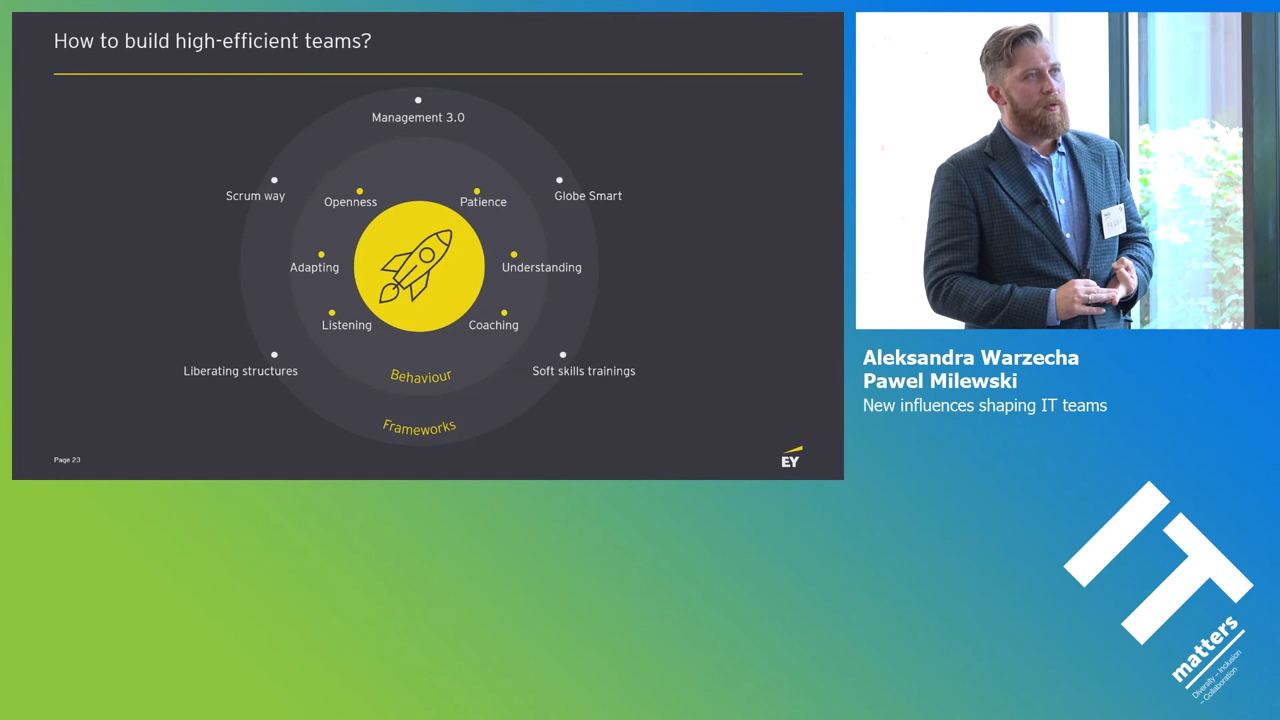 How to build high-efficient teams?
Management 3.0
Scrum way
Globe Smart
Openness
Patience
Adapting
Understanding
Listening
Coaching
Liberating structures
Soft skills trainings
Behaviour
Frameworks
Page 23
EY
Aleksandra Warzecha
Pawel Milewski
New influences shaping IT teams
IT
matters
Diversity – Inclusion
– Collaboration